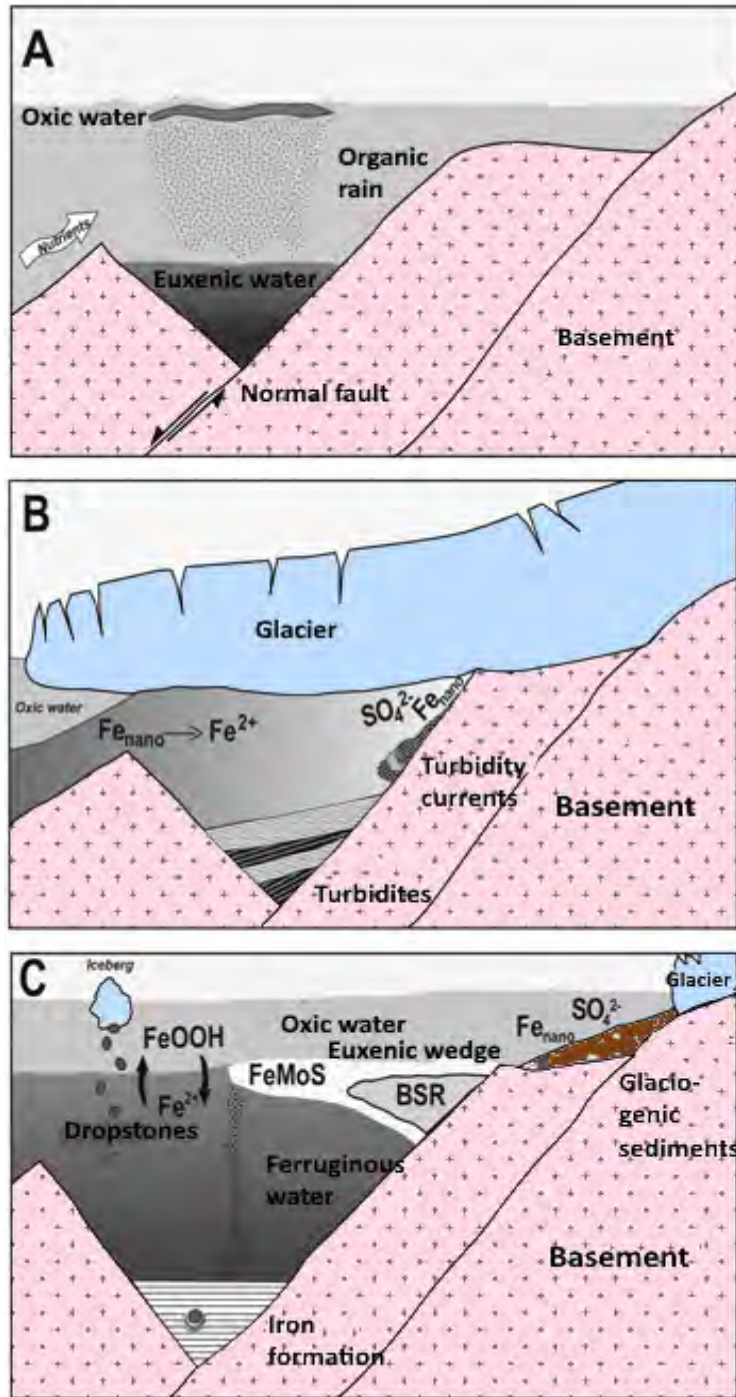 A
Oxic water
Organic
rain
Nutrients
Euxenic water
Basement
Normal fault
B
Glacier
Oxic water
SO₄²⁻ Feₙₐₙₒ
Feₙₐₙₒ → Fe²⁺
Turbidity
currents
Basement
Turbidites
C
Iceberg
Glacier
SO₄²⁻
FeOOH
Oxic water
Feₙₐₙₒ
Euxenic wedge
FeMoS
BSR
Fe²⁺
Dropstones
Glacio-
genic
sediments
Ferruginous
water
Basement
Iron
formation